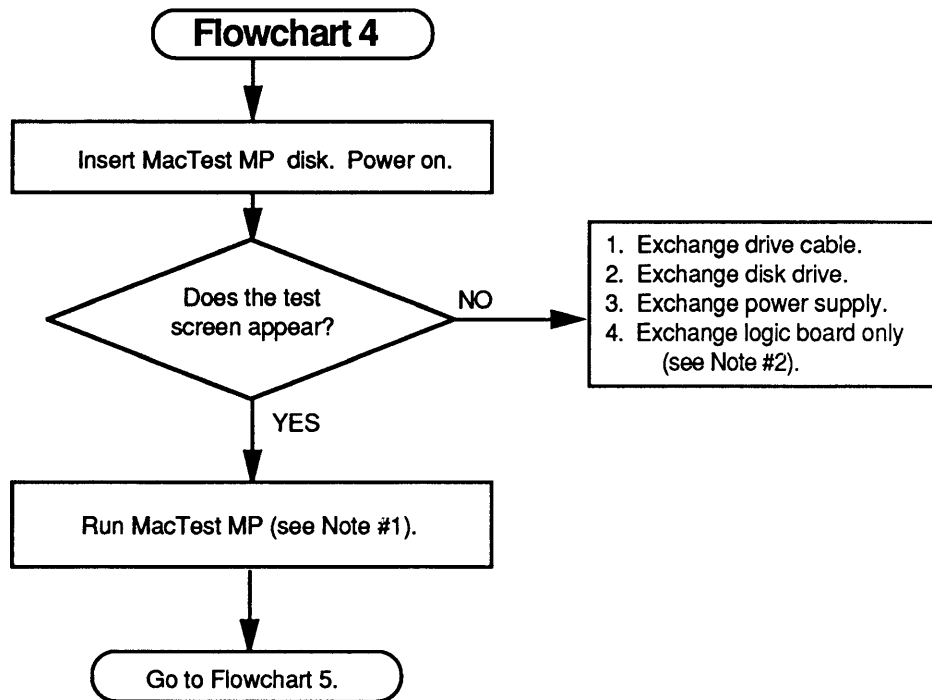 Flowchart 4
Insert MacTest MP disk. Power on.
Does the test
screen appear?
NO
1. Exchange drive cable.
2. Exchange disk drive.
3. Exchange power supply.
4. Exchange logic board only
(see Note #2).
YES
Run MacTest MP (see Note #1).
Go to Flowchart 5.